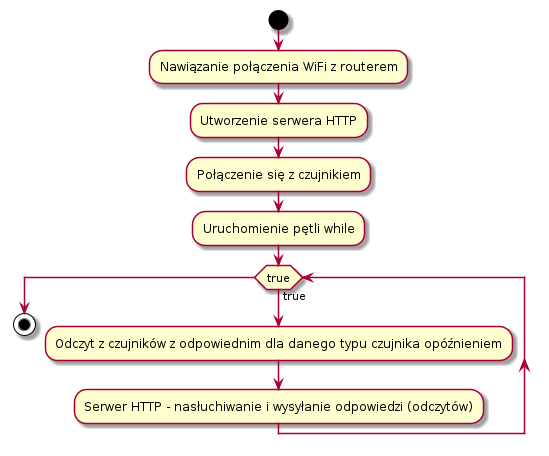 Nawiązanie połączenia WiFi z routerem
Utworzenie serwera HTTP
Połączenie się z czujnikiem
Uruchomienie pętli while
true
true
Odczyt z czujników z odpowiednim dla danego typu czujnika opóźnieniem
Serwer HTTP - nasłuchiwanie i wysyłanie odpowiedzi (odczytów)